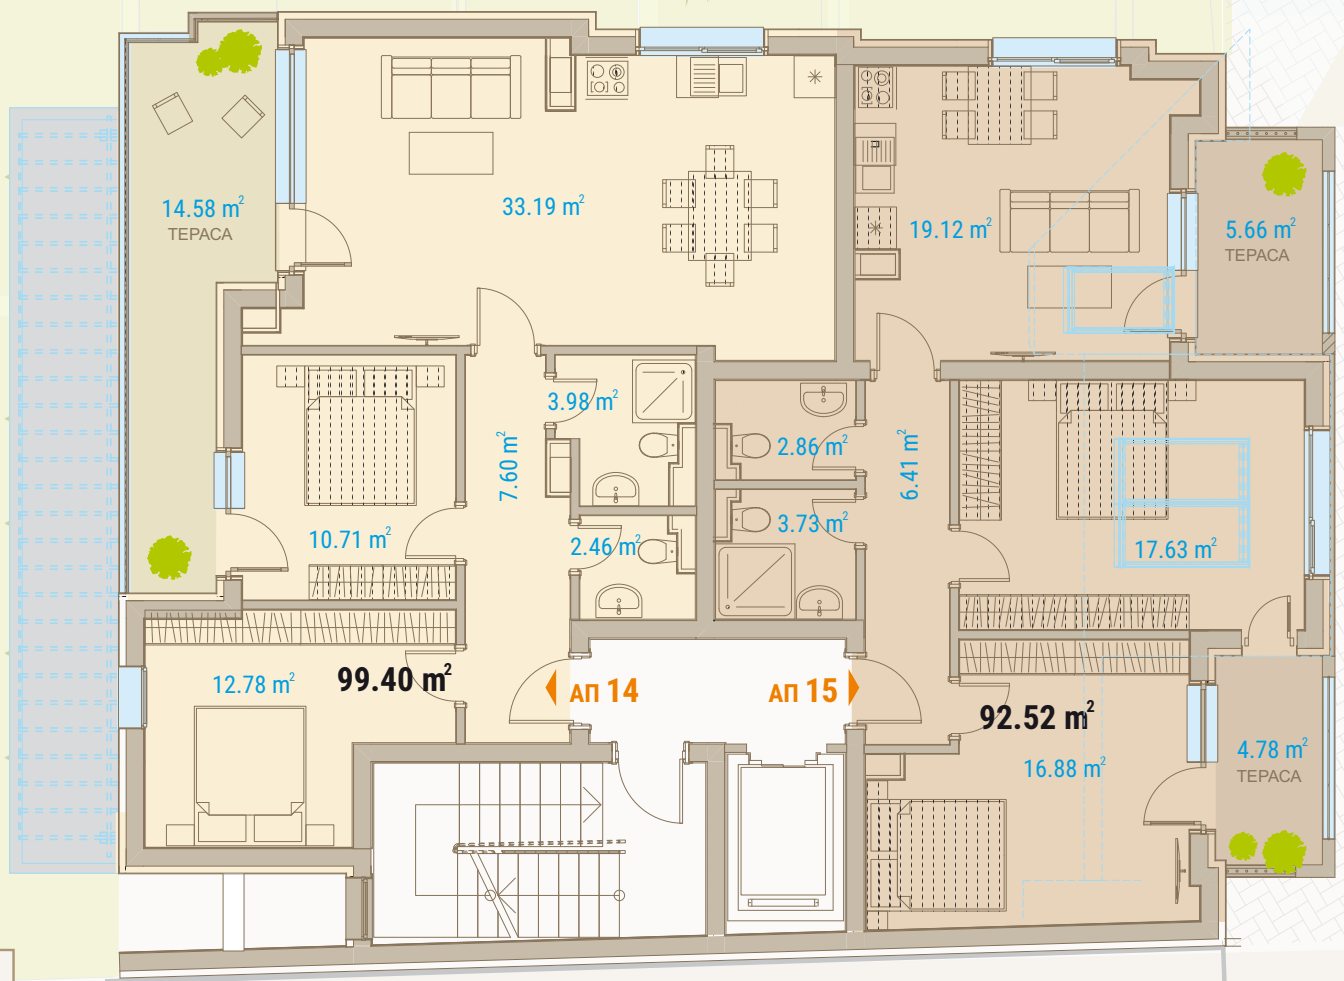 14.58 m²
ТЕРАСА
33.19 m²
19.12 m²
5.66 m²
ТЕРАСА
3.98 m²
7.60 m²
2.86 m²
6.41 m²
10.71 m²
2.46 m²
3.73 m²
17.63 m²
12.78 m²
99.40 m²
АП 14
АП 15
92.52 m²
16.88 m²
4.78 m²
ТЕРАСА